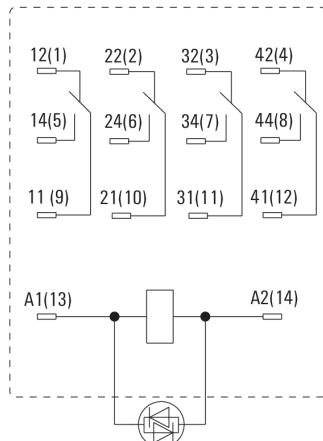 12(1) 22(2) 32(3) 42(4)
14(5) 24(6) 34(7) 44(8)
11 (9) 21(10) 31(11) 41(12)
A1(13) A2(14)